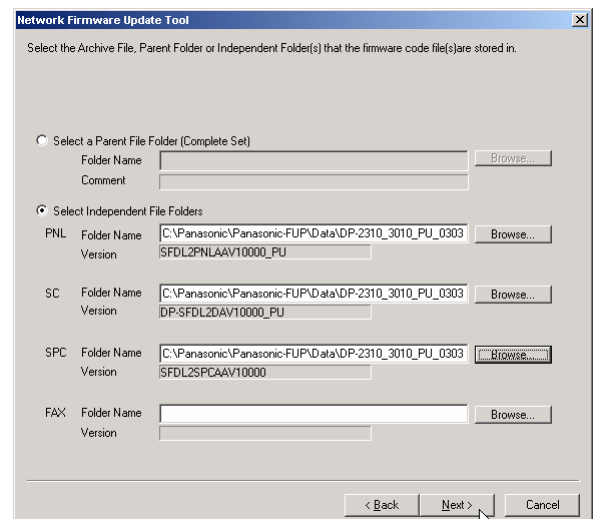 Network Firmware Update Tool
Select the Archive File, Parent Folder or Independent Folder(s) that the firmware code file(s)are stored in.
Select a Parent File Folder (Complete Set)
Folder Name Browse...
Comment
Select Independent File Folders
PNL Folder Name C:\Panasonic\Panasonic-FUP\Data\DP-2310_3010_PU_0303 Browse...
Version SFDL2PNLAAV10000_PU
SC Folder Name C:\Panasonic\Panasonic-FUP\Data\DP-2310_3010_PU_0303 Browse...
Version DP-SFDL2DAV10000_PU
SPC Folder Name C:\Panasonic\Panasonic-FUP\Data\DP-2310_3010_PU_0303 Browse...
Version SFDL2SPCAAV10000
FAX Folder Name Browse...
Version
< Back Next > Cancel